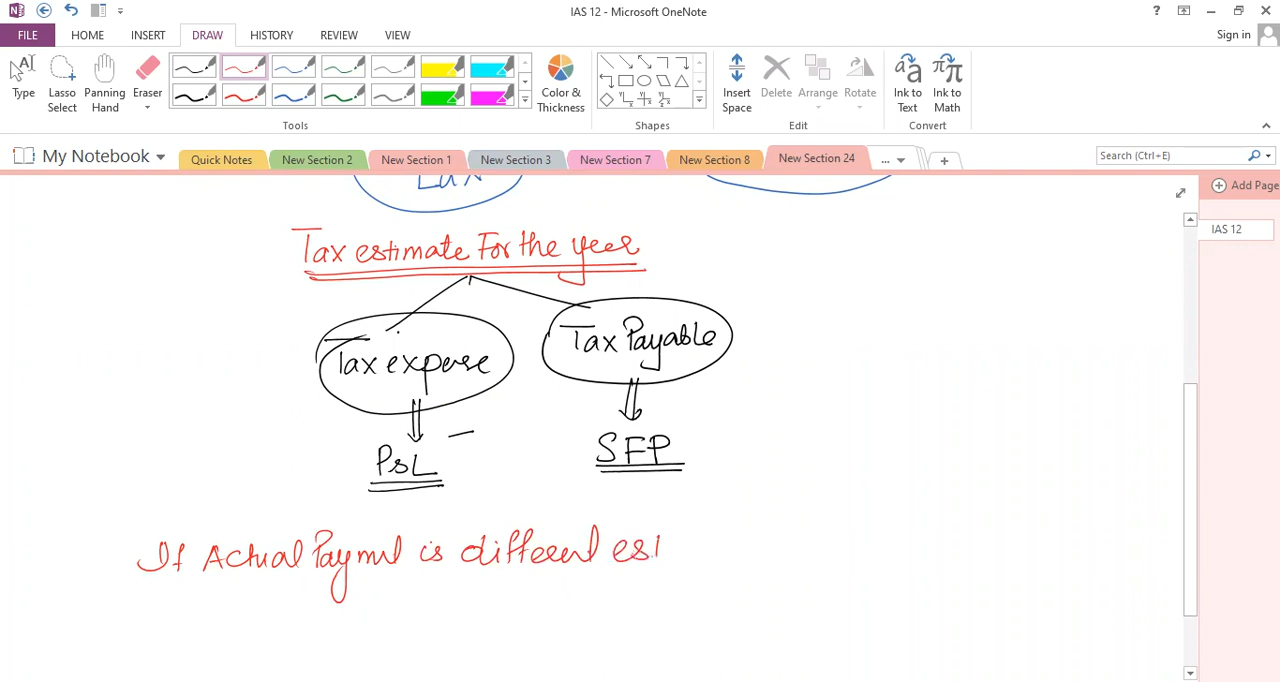 IAS 12 - Microsoft OneNote
?
FILE HOME INSERT DRAW HISTORY REVIEW VIEW
Sign in
Type
Lasso Select
Panning Hand
Eraser
Color & Thickness
Insert Space
Delete
Arrange
Rotate
Ink to Text
Ink to Math
Tools
Shapes
Edit
Convert
My Notebook
Quick Notes
New Section 2
New Section 1
New Section 3
New Section 7
New Section 8
New Section 24
...
Search (Ctrl+E)
Add Page
IAS 12
Tax estimate For the year
Tax expense
Tax Payable
PsL
SFP
If Actual Paymnt is different est